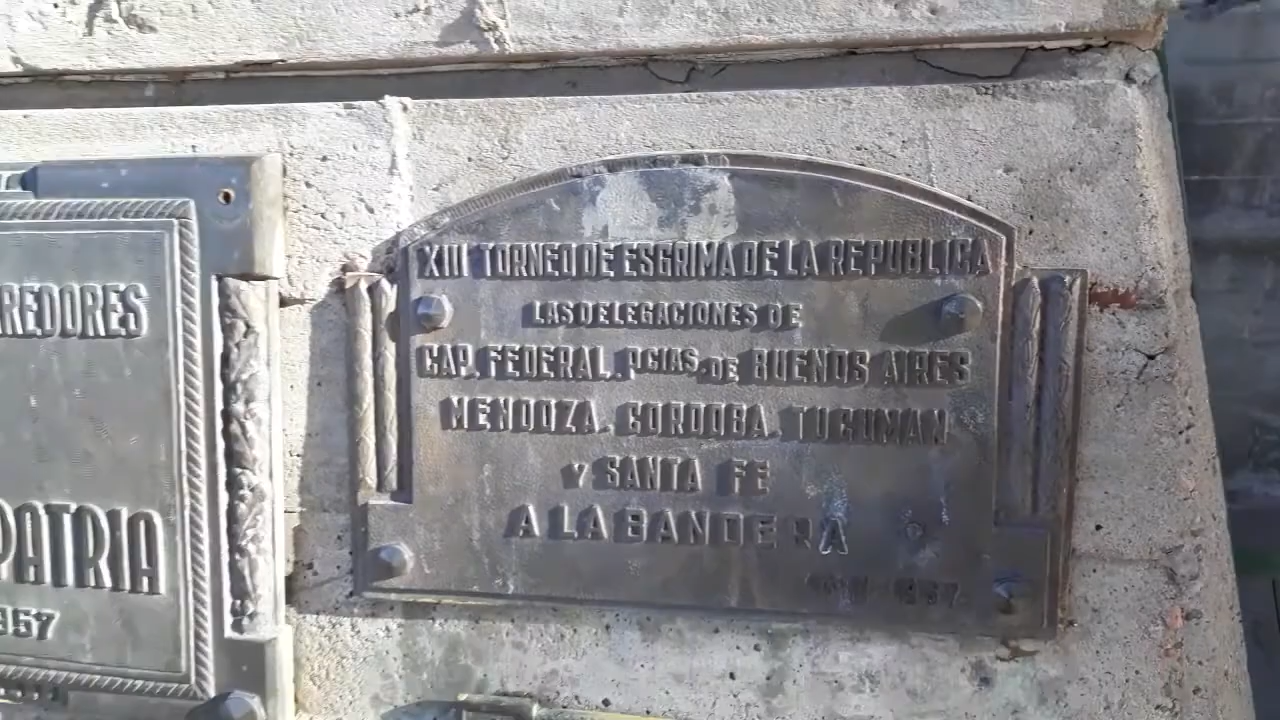 REDORES
PATRIA
957
XIII TORNEO DE ESGRIMA DE LA REPUBLICA
LAS DELEGACIONES DE
CAP. FEDERAL, PCIAS. DE BUENOS AIRES
MENDOZA, CORDOBA, TUCUMAN
Y SANTA FE
A LA BANDERA
1957